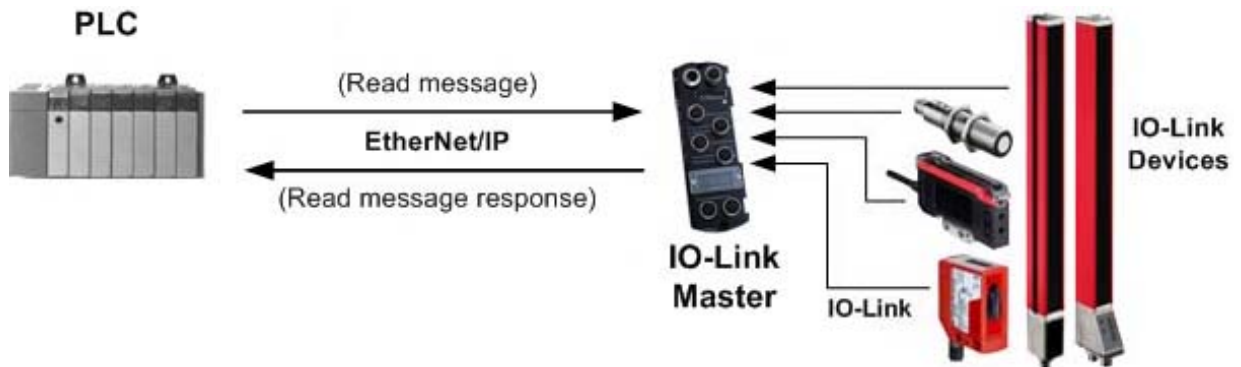 PLC
(Read message)
EtherNet/IP
(Read message response)
IO-Link
Master
IO-Link
IO-Link
Devices